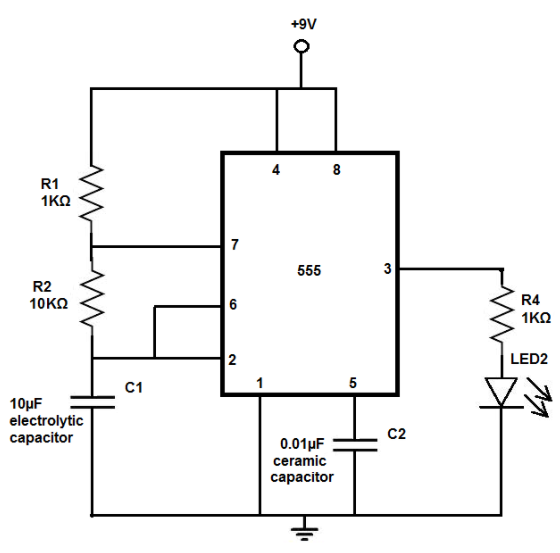 +9V
R1
1KΩ
4
8
7
R2
10KΩ
6
555
3
R4
1KΩ
2
LED2
C1
10µF
electrolytic
capacitor
1
5
C2
0.01µF
ceramic
capacitor